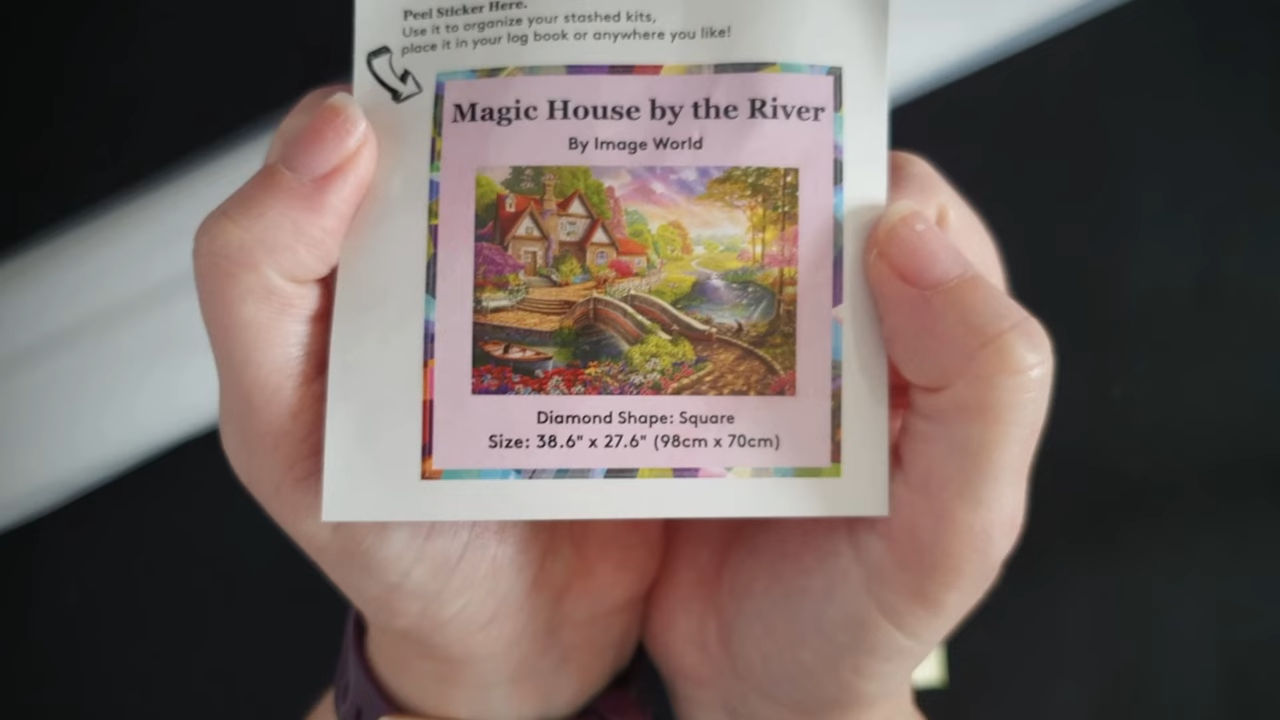 Peel Sticker Here.
Use it to organize your stashed kits,
place it in your log book or anywhere you like!
Magic House by the River
By Image World
Diamond Shape: Square
Size: 38.6" x 27.6" (98cm x 70cm)